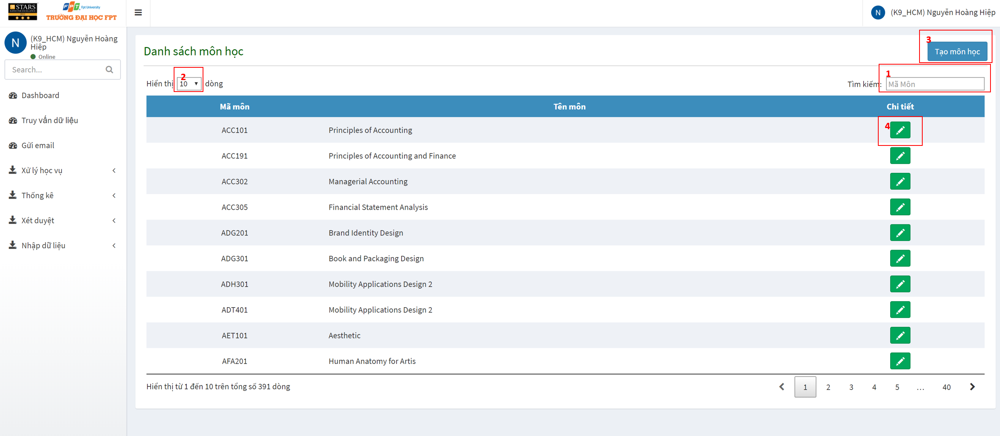 STARS
RATED FOR EXCELLENCE
2012
FPT. Fpt University
TRƯỜNG ĐẠI HỌC FPT
N (K9_HCM) Nguyễn Hoàng Hiệp
N (K9_HCM) Nguyễn Hoàng
Hiệp
Online
Search...
Dashboard
Truy vấn dữ liệu
Gửi email
Xử lý học vụ
Thống kê
Xét duyệt
Nhập dữ liệu
Danh sách môn học
3
Tạo môn học
Hiển thị 2 10 dòng
1
Tìm kiếm: Mã Môn
Mã môn Tên môn Chi tiết
ACC101 Principles of Accounting 4
ACC191 Principles of Accounting and Finance
ACC302 Managerial Accounting
ACC305 Financial Statement Analysis
ADG201 Brand Identity Design
ADG301 Book and Packaging Design
ADH301 Mobility Applications Design 2
ADT401 Mobility Applications Design 2
AET101 Aesthetic
AFA201 Human Anatomy for Artis
Hiển thị từ 1 đến 10 trên tổng số 391 dòng
1 2 3 4 5 ... 40